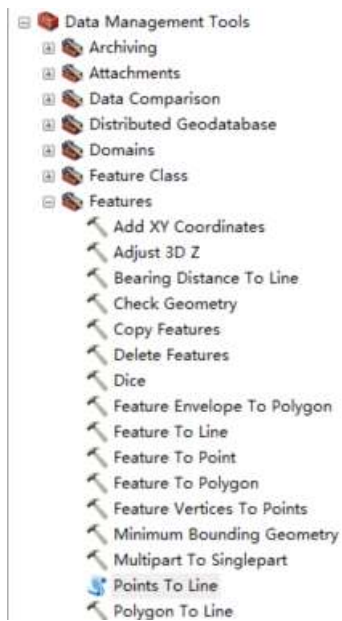 Data Management Tools
Archiving
Attachments
Data Comparison
Distributed Geodatabase
Domains
Feature Class
Features
Add XY Coordinates
Adjust 3D Z
Bearing Distance To Line
Check Geometry
Copy Features
Delete Features
Dice
Feature Envelope To Polygon
Feature To Line
Feature To Point
Feature To Polygon
Feature Vertices To Points
Minimum Bounding Geometry
Multipart To Singlepart
Points To Line
Polygon To Line